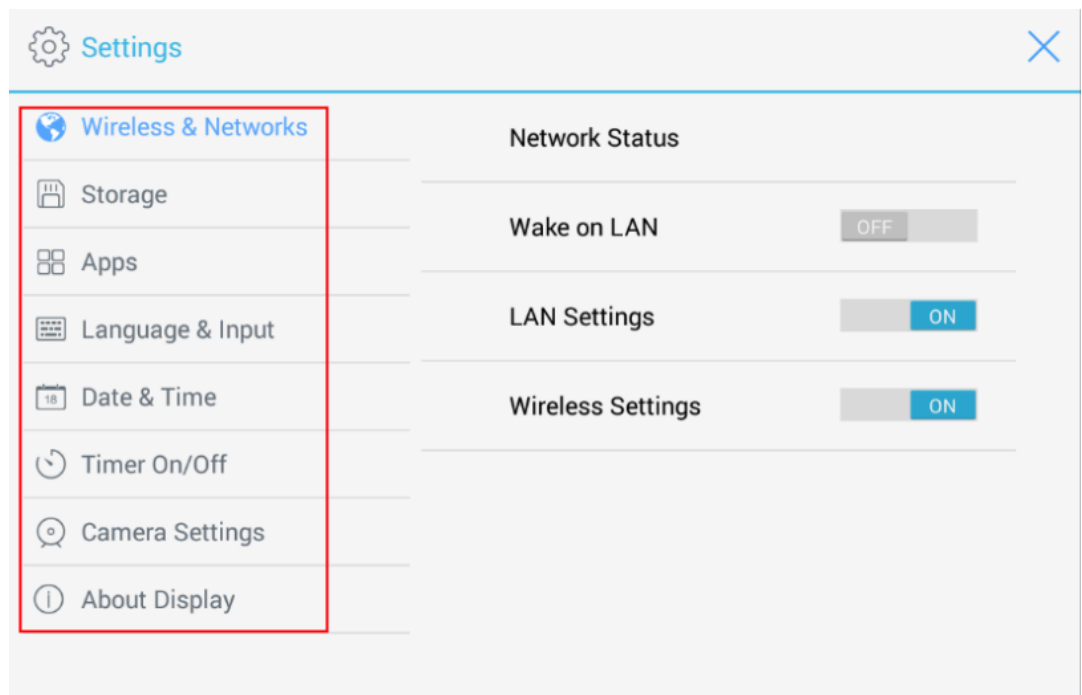 Settings
Wireless & Networks
Storage
Apps
Language & Input
18
Date & Time
Timer On/Off
Camera Settings
About Display
Network Status
Wake on LAN
OFF
LAN Settings
ON
Wireless Settings
ON